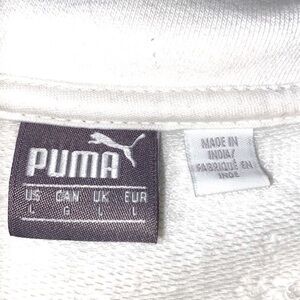 PUMA
US CAN UK EUR
L G L L
MADE IN
INDIA/
FABRIQUÉ EN
INDE